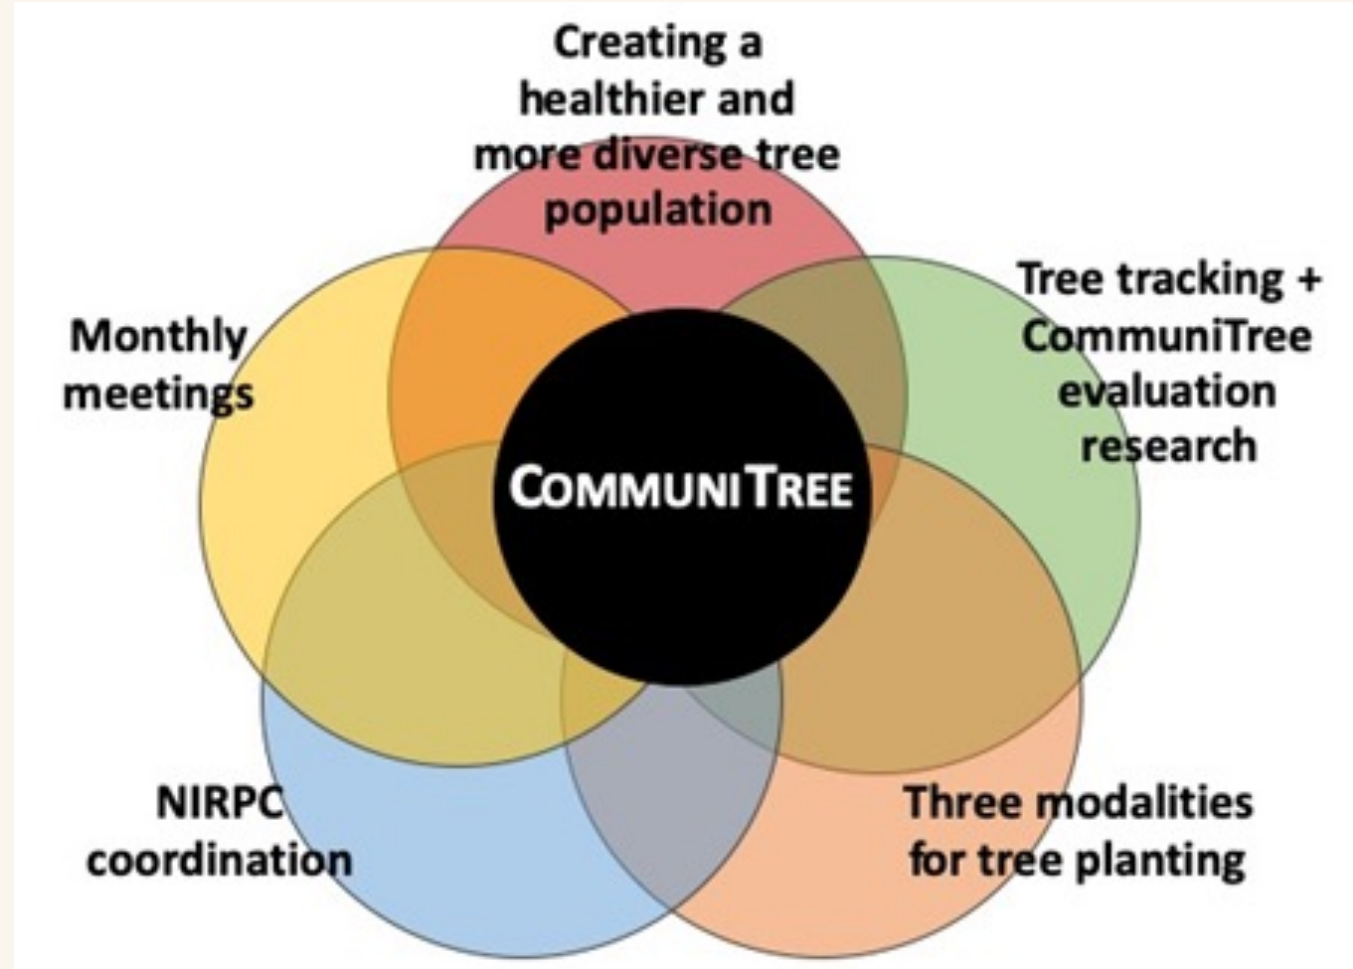 Creating a
healthier and
more diverse tree
population
Tree tracking +
CommuniTree
evaluation
research
Monthly
meetings
COMMUNITREE
NIRPC
coordination
Three modalities
for tree planting